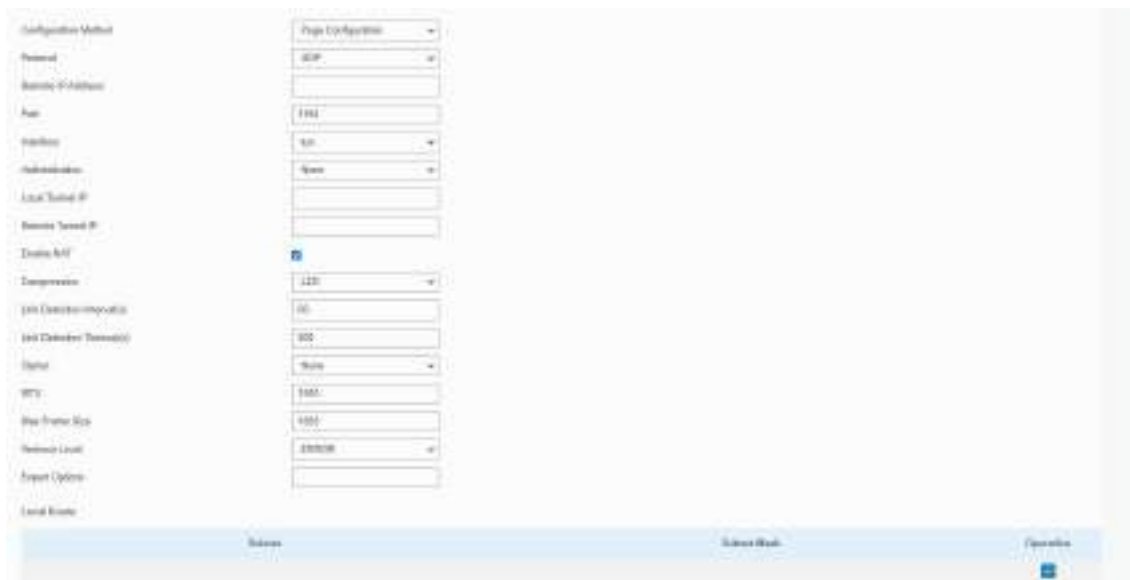 Configuration Method
Page Configuration
Protocol
UDP
Remote IP Address
Port
1194
Interface
tun
Authentication
None
Local Tunnel IP
Remote Tunnel IP
Enable NAT
Compression
LZO
Link Detection Interval(s)
60
Link Detection Timeout(s)
300
Cipher
None
MTU
1500
Max Frame Size
1500
Verbose Level
ERROR
Expert Options
Local Route
Subnet
Subnet Mask
Operation